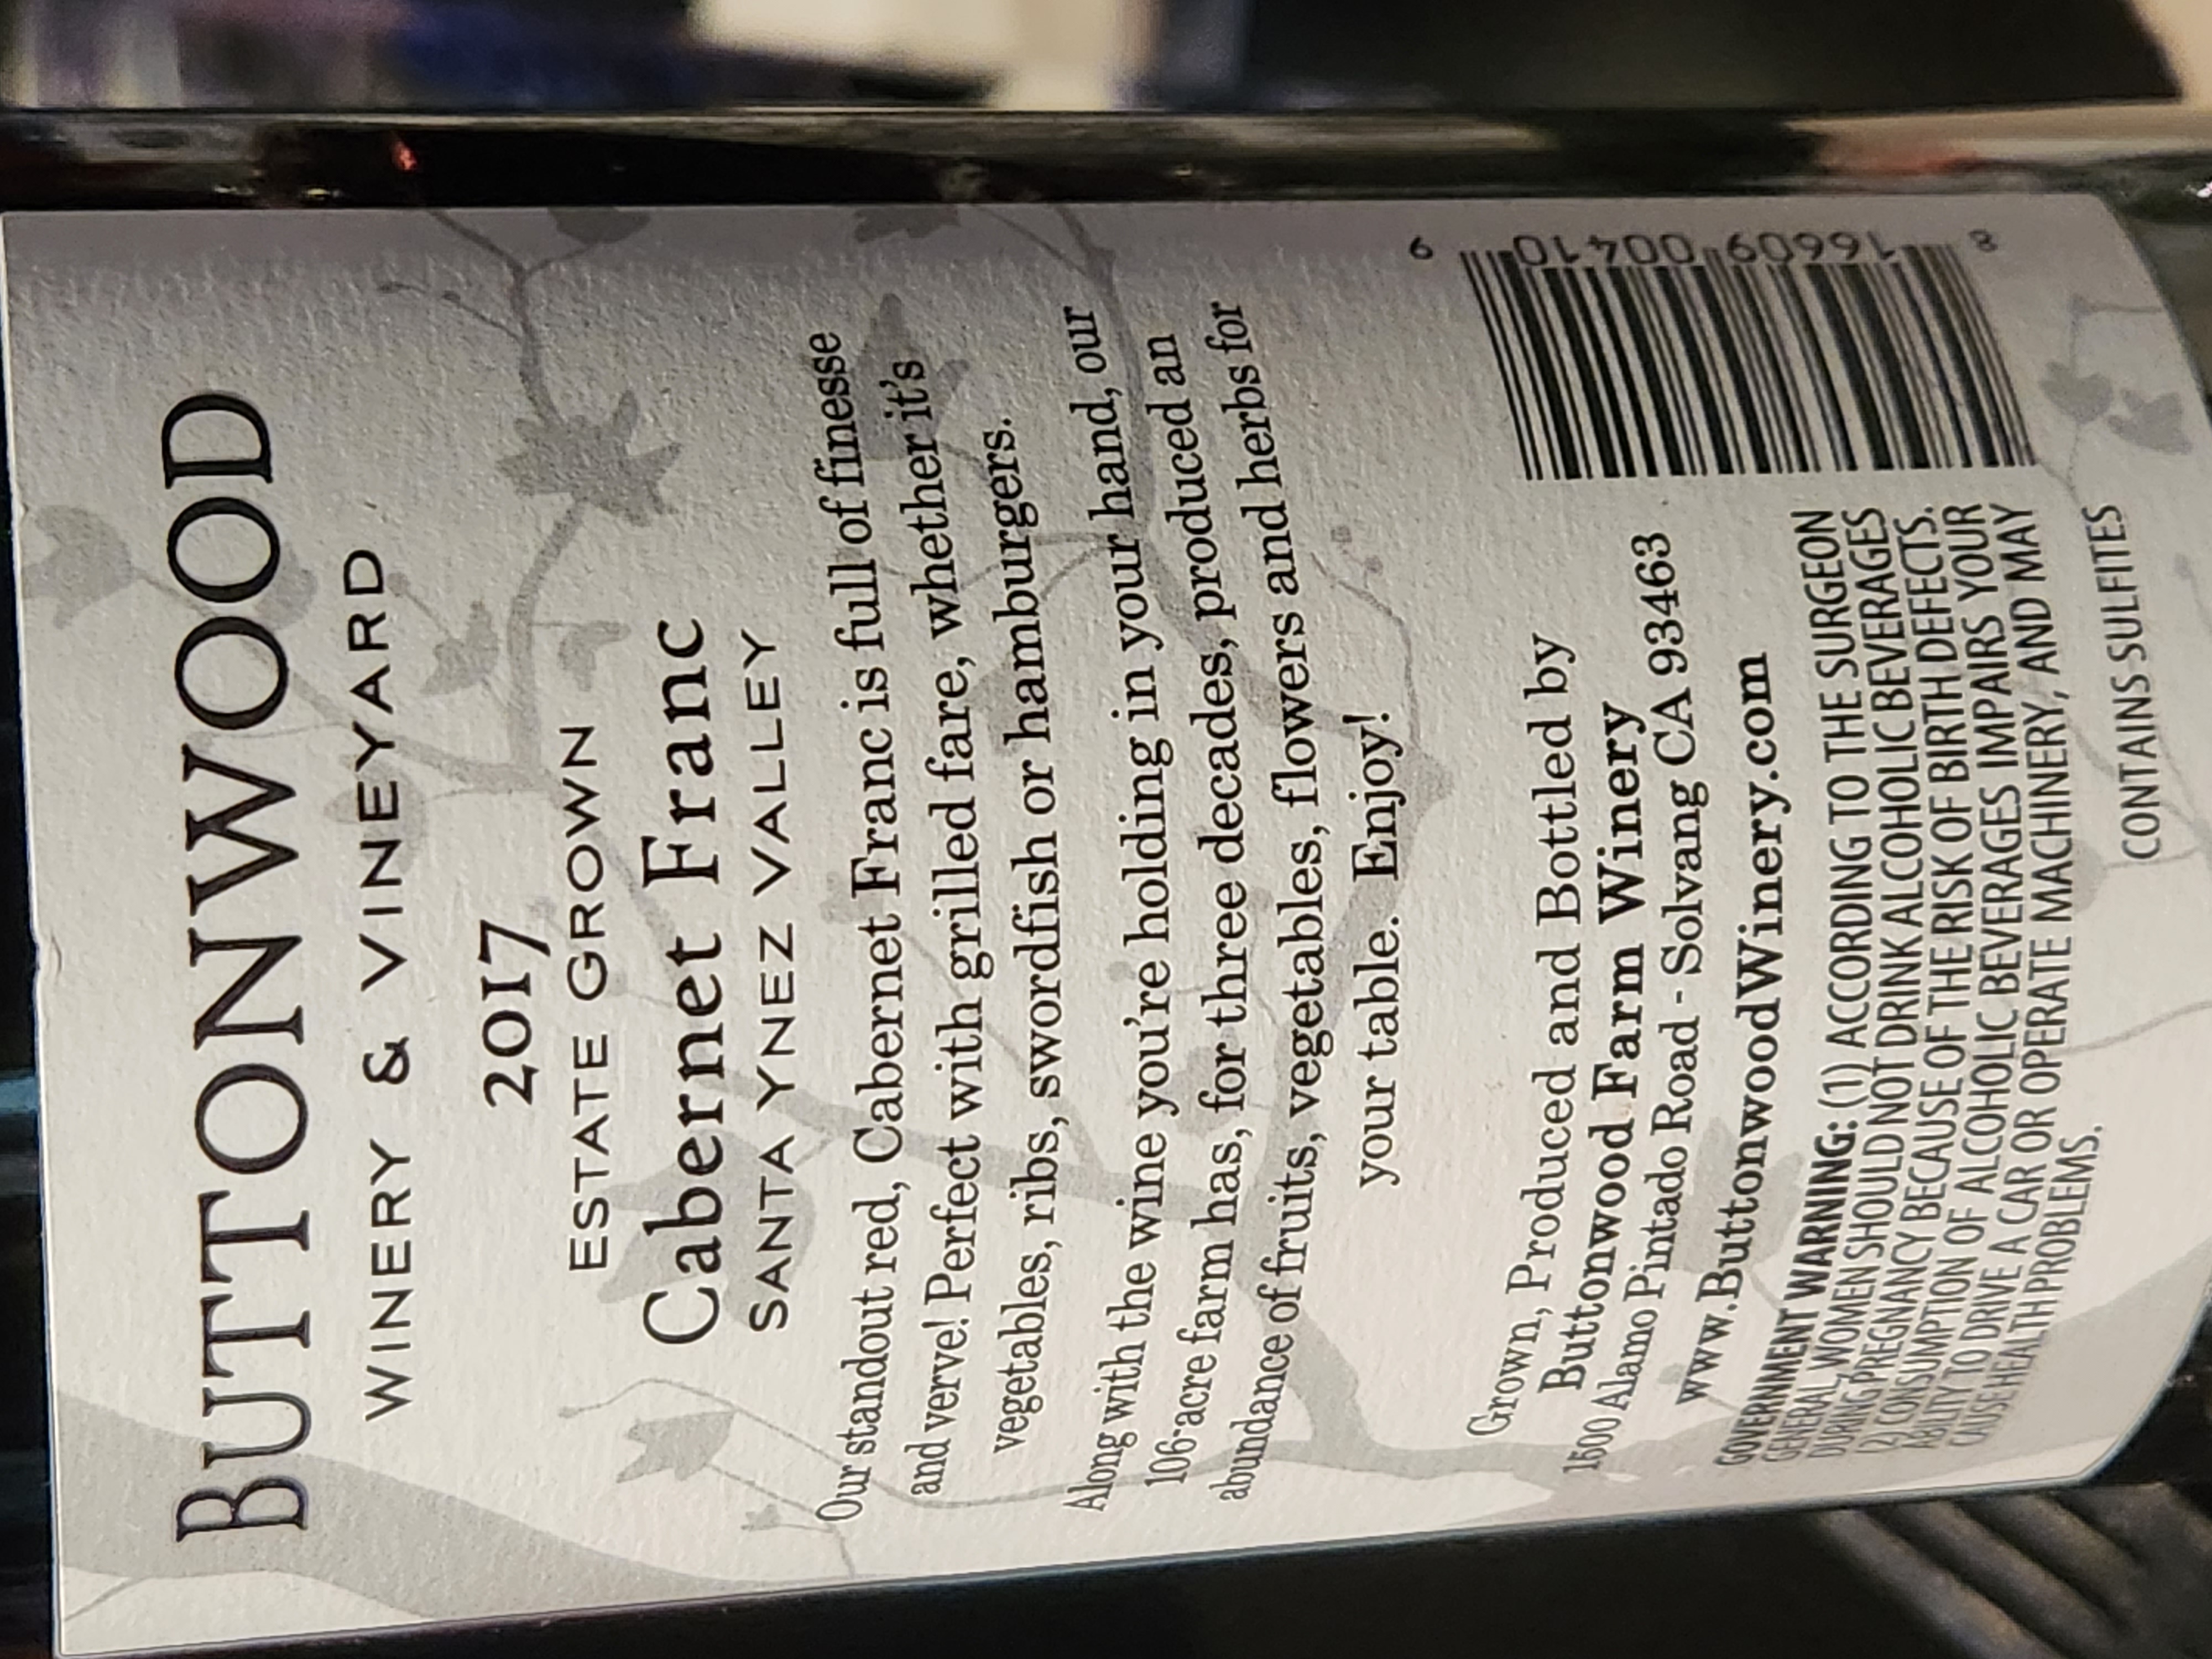 BUTTONWOOD
WINERY & VINEYARD
2017
ESTATE GROWN
Cabernet Franc
SANTA YNEZ VALLEY
Our standout red, Cabernet Franc is full of finesse
and verve! Perfect with grilled fare, whether it's
vegetables, ribs, swordfish or hamburgers.
Along with the wine you're holding in your hand, our
106-acre farm has, for three decades, produced an
abundance of fruits, vegetables, flowers and herbs for
your table. Enjoy!
Grown, Produced and Bottled by
Buttonwood Farm Winery
1500 Alamo Pintado Road - Solvang CA 93463
www.ButtonwoodWinery.com
GOVERNMENT WARNING: (1) ACCORDING TO THE SURGEON
GENERAL, WOMEN SHOULD NOT DRINK ALCOHOLIC BEVERAGES
DURING PREGNANCY BECAUSE OF THE RISK OF BIRTH DEFECTS.
(2) CONSUMPTION OF ALCOHOLIC BEVERAGES IMPAIRS YOUR
ABILITY TO DRIVE A CAR OR OPERATE MACHINERY, AND MAY
CAUSE HEALTH PROBLEMS.
CONTAINS SULFITES
8 16609 00410 9